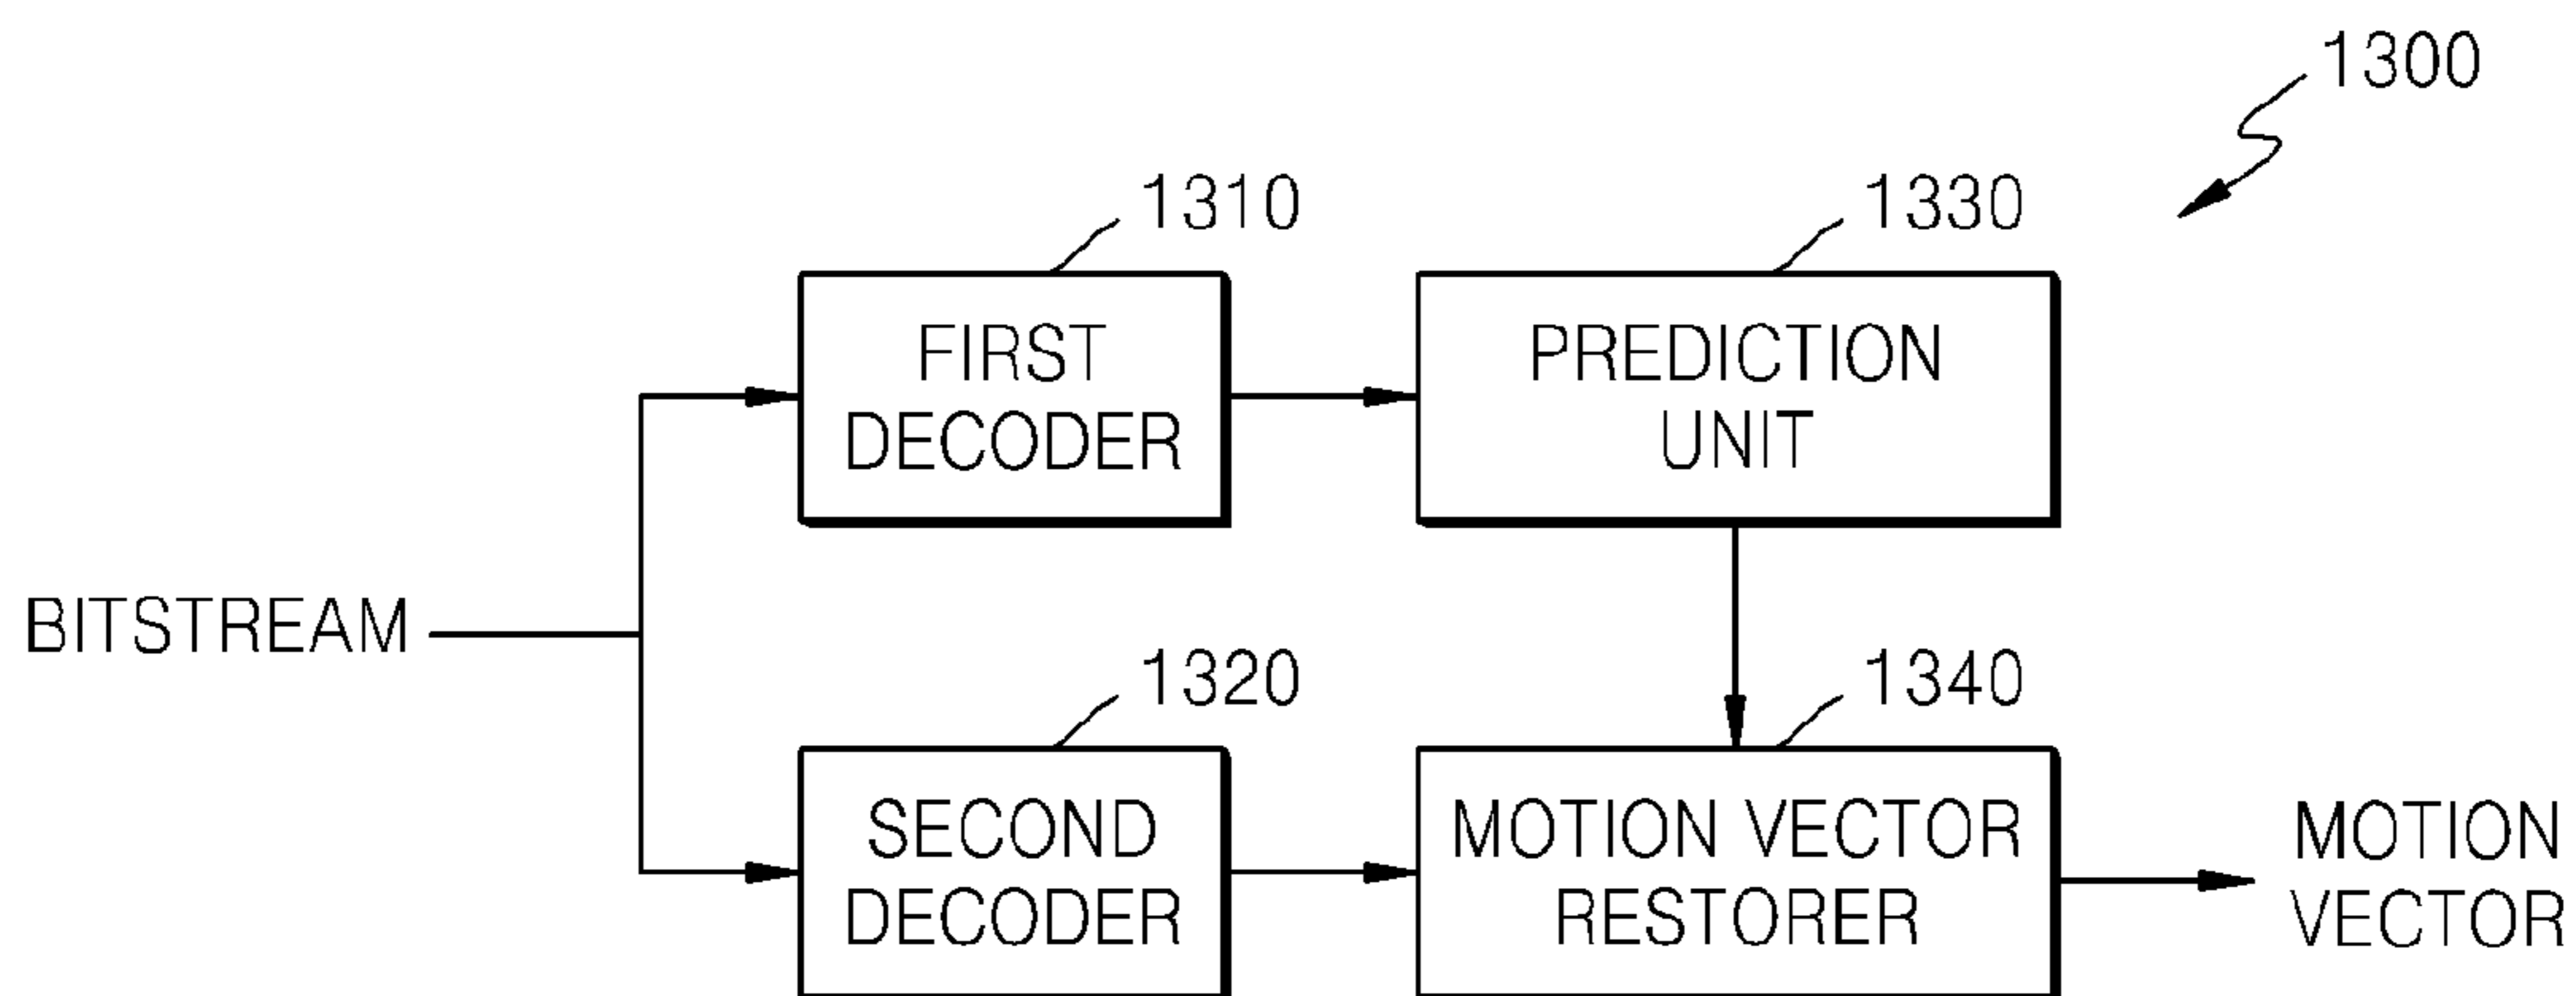 1300
1310
1330
FIRST
DECODER
PREDICTION
UNIT
BITSTREAM
1320
1340
SECOND
DECODER
MOTION VECTOR
RESTORER
MOTION
VECTOR